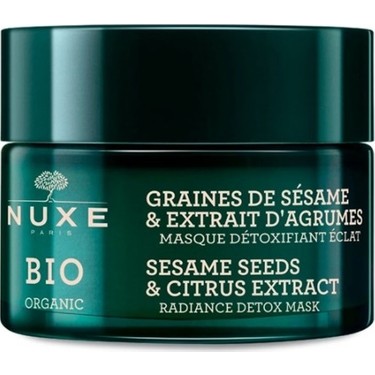 NUXE
PARIS
BIO
ORGANIC
GRAINES DE SÉSAME
& EXTRAIT D'AGRUMES
MASQUE DÉTOXIFIANT ÉCLAT
SESAME SEEDS
& CITRUS EXTRACT
RADIANCE DETOX MASK